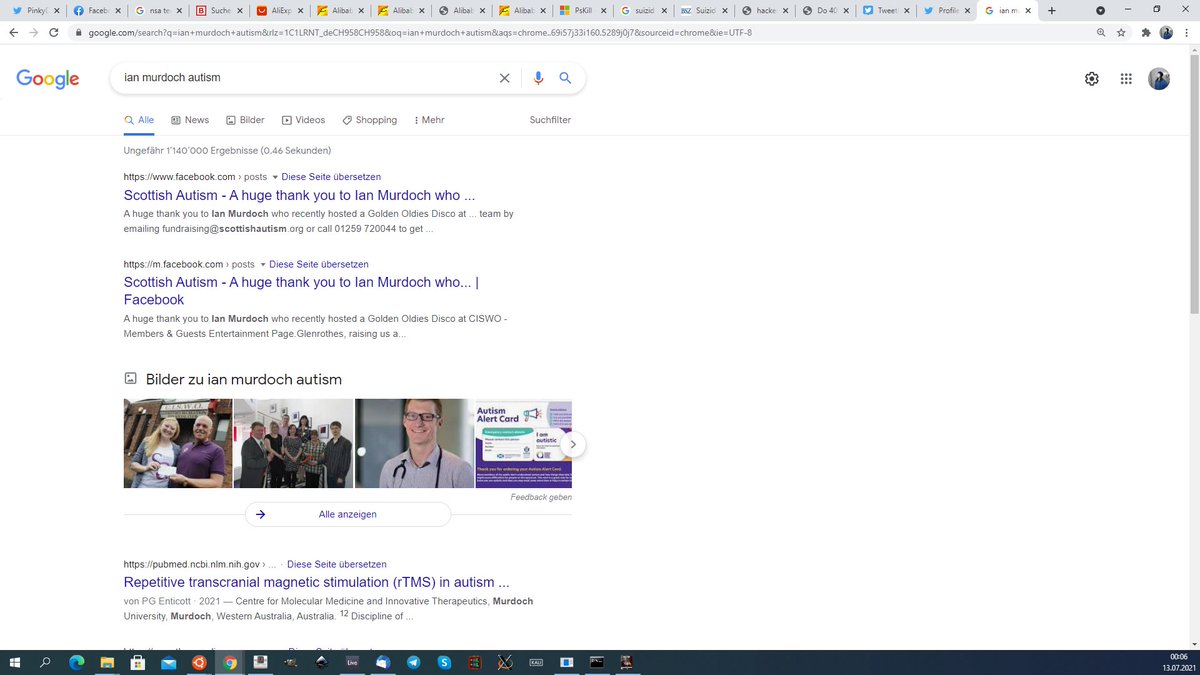 Pinky
Faceb
nsa te
Suche
AliExp
Alibab
Alibab
Alibab
Alibab
PsKill
suizid
Suizid
hacke
Do 40
Tweet
Profile
ian m
google.com/search?q=ian+murdoch+autism&rlz=1C1LRNT_deCH958CH958&oq=ian+murdoch+autism&aqs=chrome..69i57j33i160.5289j0j7&sourceid=chrome&ie=UTF-8
Google
ian murdoch autism
Alle
News
Bilder
Videos
Shopping
Mehr
Suchfilter
Ungefähr 1’140’000 Ergebnisse (0.46 Sekunden)
https://www.facebook.com › posts Diese Seite übersetzen
Scottish Autism - A huge thank you to Ian Murdoch who ...
A huge thank you to Ian Murdoch who recently hosted a Golden Oldies Disco at ... team by
emailing fundraising@scottishautism.org or call 01259 720044 to get ...
https://m.facebook.com › posts Diese Seite übersetzen
Scottish Autism - A huge thank you to Ian Murdoch who... |
Facebook
A huge thank you to Ian Murdoch who recently hosted a Golden Oldies Disco at CISWO -
Members & Guests Entertainment Page.Glenrothes, raising us a...
Bilder zu ian murdoch autism
C.I.S.W.O.
Autism
Alert Card
I am
autistic
Feedback geben
Alle anzeigen
https://pubmed.ncbi.nlm.nih.gov › ... · Diese Seite übersetzen
Repetitive transcranial magnetic stimulation (rTMS) in autism ...
von PG Enticott · 2021 — Centre for Molecular Medicine and Innovative Therapeutics, Murdoch
University, Murdoch, Western Australia, Australia. 12 Discipline of ...
Live
KALI
00:06
13.07.2021